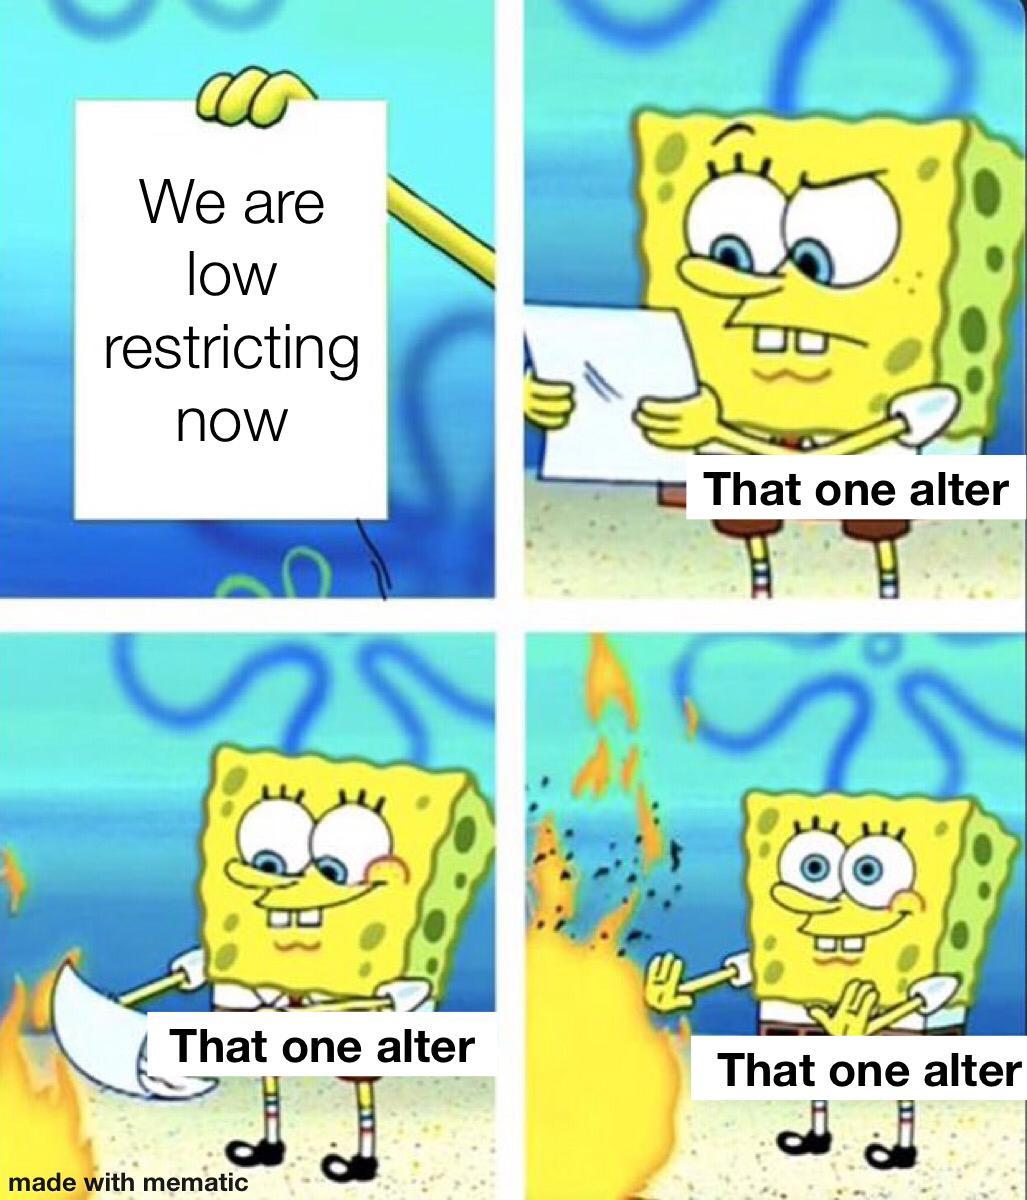 We are
low
restricting
now
That one alter
That one alter
That one alter
made with mematic